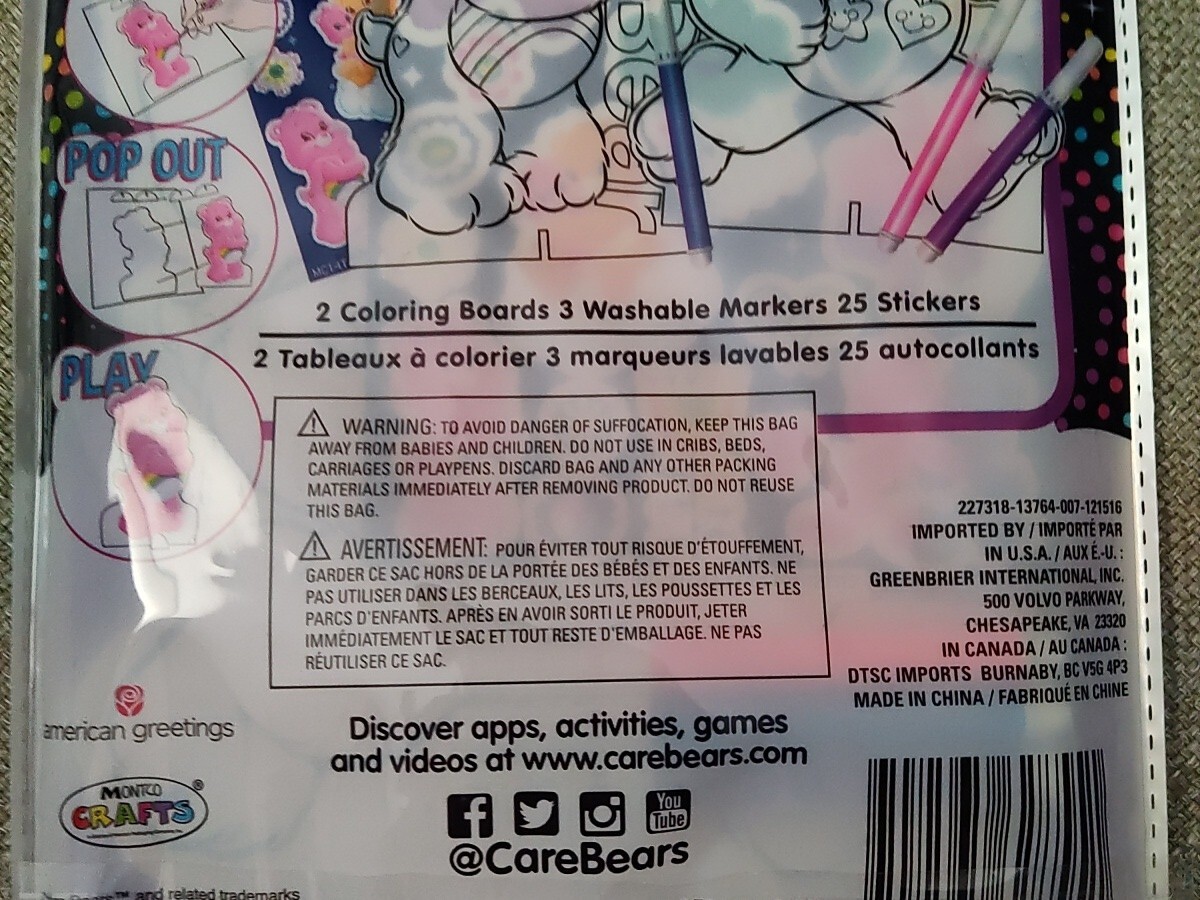 POP OUT
PLAY
2 Coloring Boards 3 Washable Markers 25 Stickers
2 Tableaux à colorier 3 marqueurs lavables 25 autocollants
WARNING: TO AVOID DANGER OF SUFFOCATION, KEEP THIS BAG
AWAY FROM BABIES AND CHILDREN. DO NOT USE IN CRIBS, BEDS,
CARRIAGES OR PLAYPENS. DISCARD BAG AND ANY OTHER PACKING
MATERIALS IMMEDIATELY AFTER REMOVING PRODUCT. DO NOT REUSE
THIS BAG.
AVERTISSEMENT: POUR ÉVITER TOUT RISQUE D'ÉTOUFFEMENT,
GARDER CE SAC HORS DE LA PORTÉE DES BÉBÉS ET DES ENFANTS. NE
PAS UTILISER DANS LES BERCEAUX, LES LITS, LES POUSSETTES ET LES
PARCS D'ENFANTS. APRÈS EN AVOIR SORTI LE PRODUIT, JETER
IMMÉDIATEMENT LE SAC ET TOUT RESTE D'EMBALLAGE. NE PAS
RÉUTILISER CE SAC.
227318-13764-007-121516
IMPORTED BY / IMPORTÉ PAR
IN U.S.A. / AUX É.-U. :
GREENBRIER INTERNATIONAL, INC.
500 VOLVO PARKWAY,
CHESAPEAKE, VA 23320
IN CANADA / AU CANADA :
DTSC IMPORTS BURNABY, BC V5G 4P3
MADE IN CHINA / FABRIQUÉ EN CHINE
american greetings
MONTCO
CRAFTS®
Discover apps, activities, games
and videos at www.carebears.com
You
Tube
@CareBears
and related trademarks